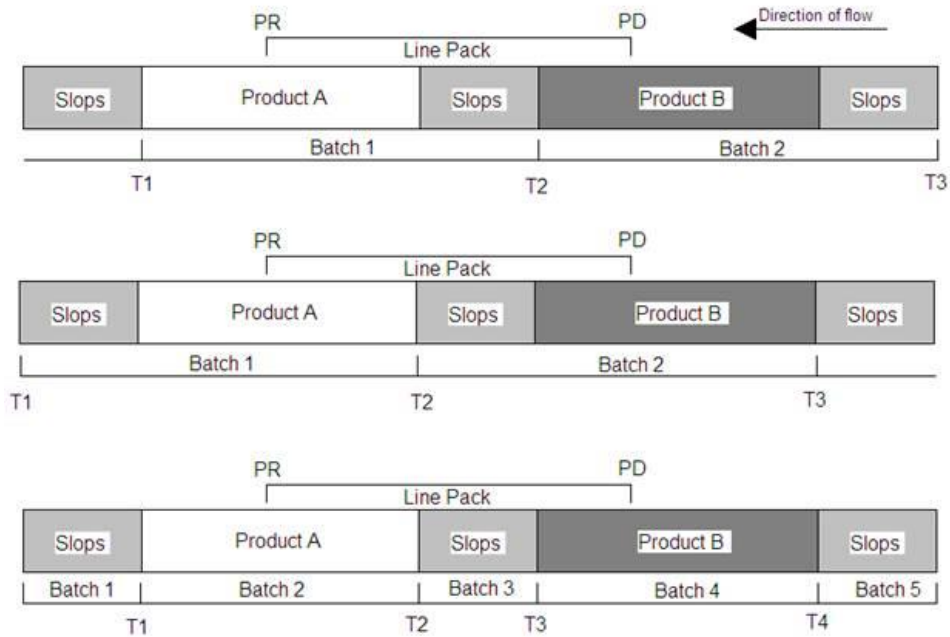 PR PD Direction of flow
Line Pack
Slops Product A Slops Product B Slops
Batch 1 Batch 2
T1 T2 T3
PR PD
Line Pack
Slops Product A Slops Product B Slops
Batch 1 Batch 2
T1 T2 T3
PR PD
Line Pack
Slops Product A Slops Product B Slops
Batch 1 Batch 2 Batch 3 Batch 4 Batch 5
T1 T2 T3 T4